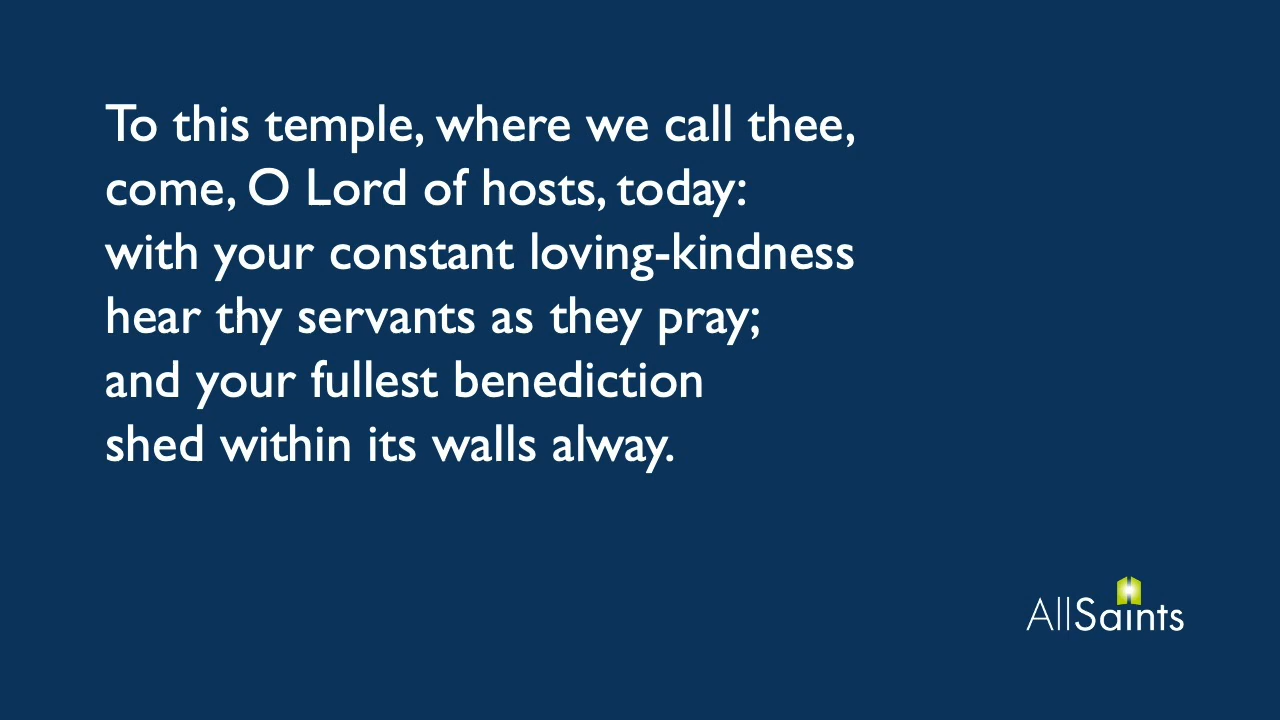 To this temple, where we call thee,
come, O Lord of hosts, today:
with your constant loving-kindness
hear thy servants as they pray;
and your fullest benediction
shed within its walls alway.
AllSaints